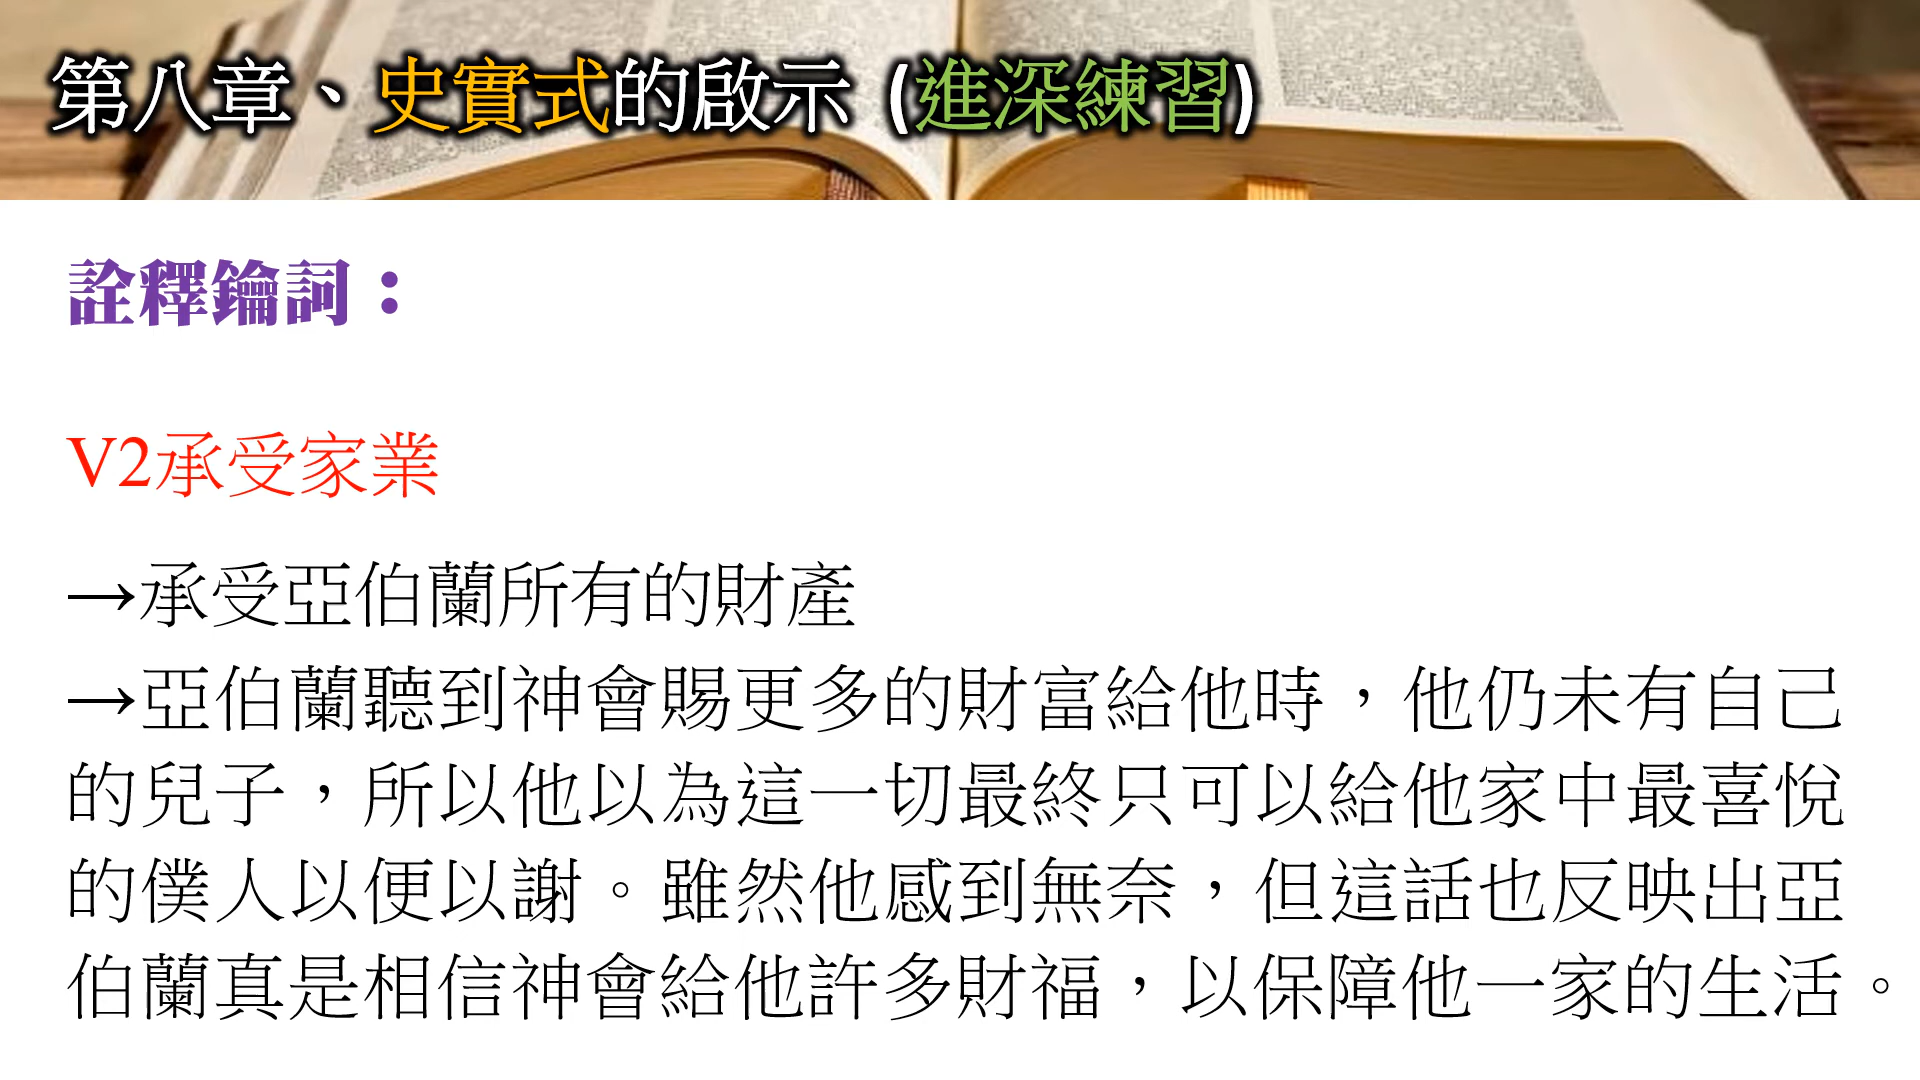 第八章、史實式的啟示 (進深練習)
詮釋鑰詞：
V2承受家業
→承受亞伯蘭所有的財產
→亞伯蘭聽到神會賜更多的財富給他時，他仍未有自己
的兒子，所以他以為這一切最終只可以給他家中最喜悅
的僕人以便以謝。雖然他感到無奈，但這話也反映出亞
伯蘭真是相信神會給他許多財福，以保障他一家的生活。